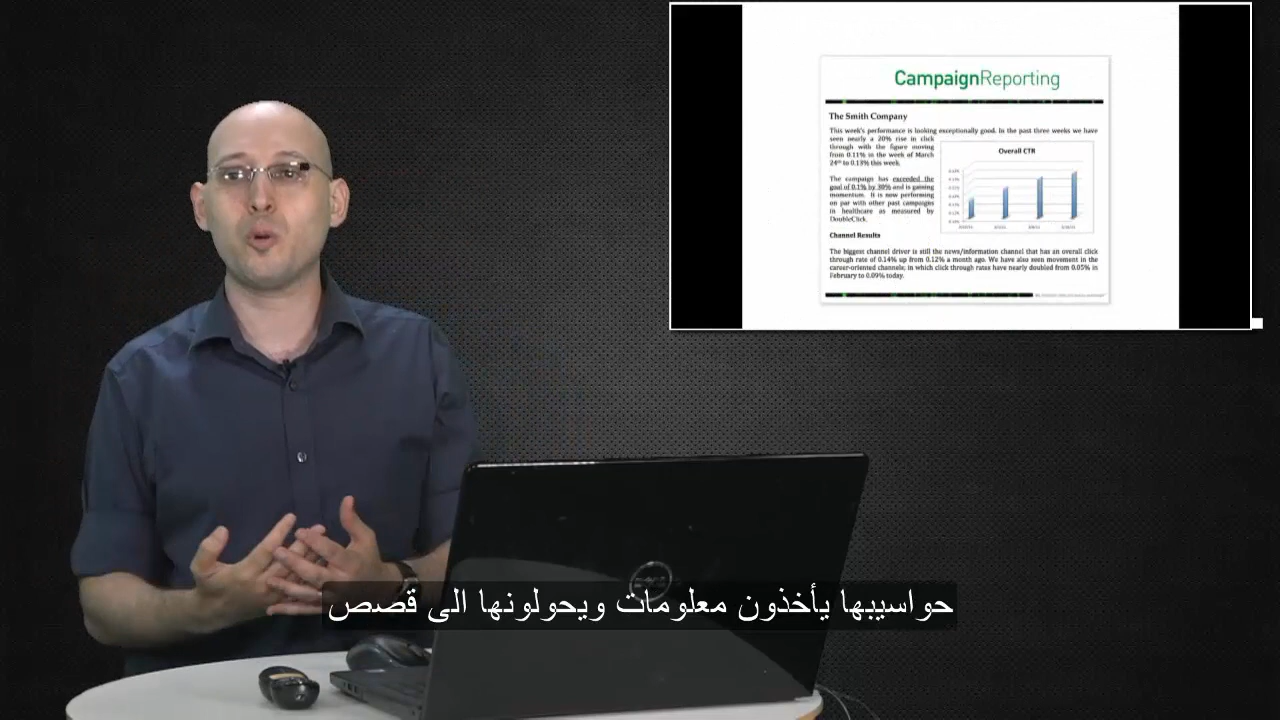 CampaignReporting
The Smith Company
This week's performance is looking exceptionally good. In the past three weeks we have
seen nearly a 20% rise in click
through with the figure moving
from 0.11% in the week of March
24th to 0.13% this week.
Overall CTR
The campaign has exceeded the
goal of 0.1% by 30% and is gaining
momentum. It is now performing
on par with other past campaigns
in healthcare as measured by
DoubleClick.
Channel Results
The biggest channel driver is still the news/information channel that has an overall click
through rate of 0.14% up from 0.12% a month ago. We have also seen movement in the
career-oriented channels; in which click through rates have nearly doubled from 0.05% in
February to 0.09% today.
DELL
حواسيبها يأخذون معلومات ويحولونها الى قصص